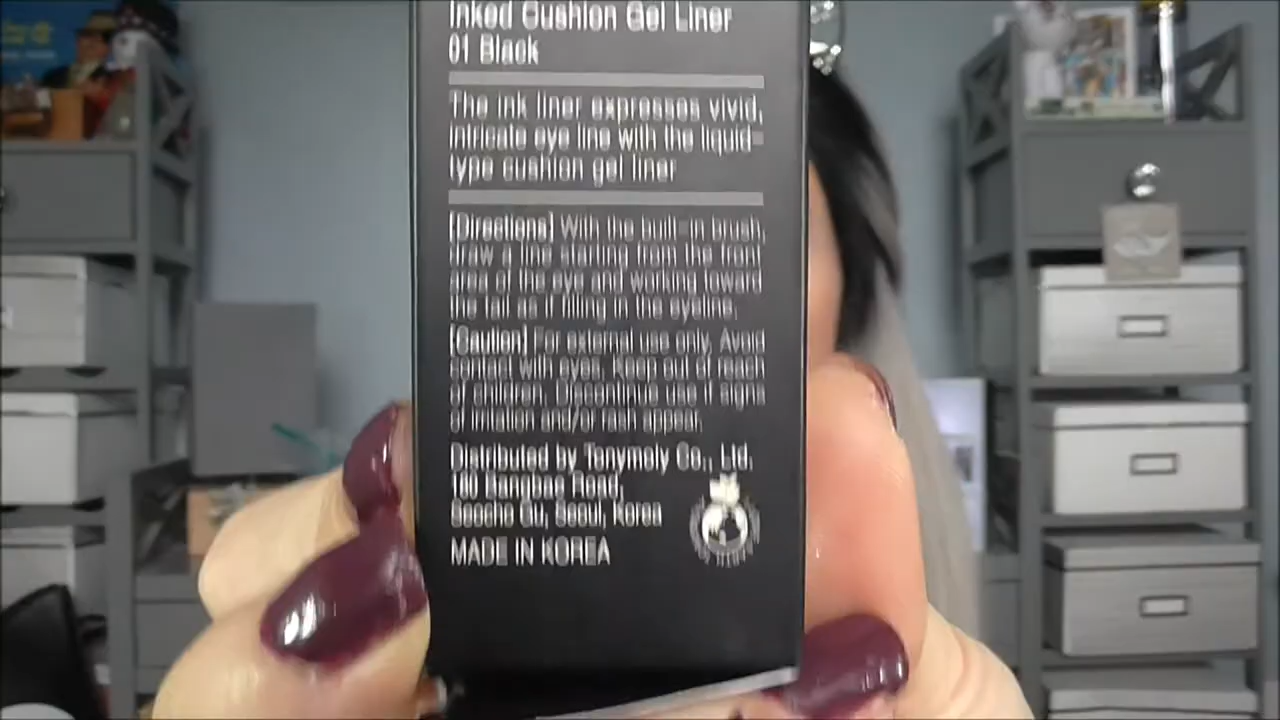 Inked Cushion Gel Liner
01 Black
The ink liner expresses vivid,
intricate eye line with the liquid-
type cushion gel liner
[Directions] With the built-in brush,
draw a line starting from the front
area of the eye and working toward
the tail as if filling in the eyeline.
[Caution] For external use only. Avoid
contact with eyes. Keep out of reach
of children. Discontinue use if signs
of irritation and/or rash appear.
Distributed by Tonymoly Co., Ltd.
Road,
Seocho Gu, Seoul, Korea
MADE IN KOREA